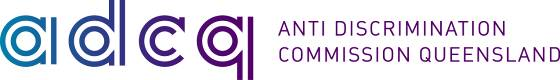 adcq
ANTI DISCRIMINATION
COMMISSION QUEENSLAND